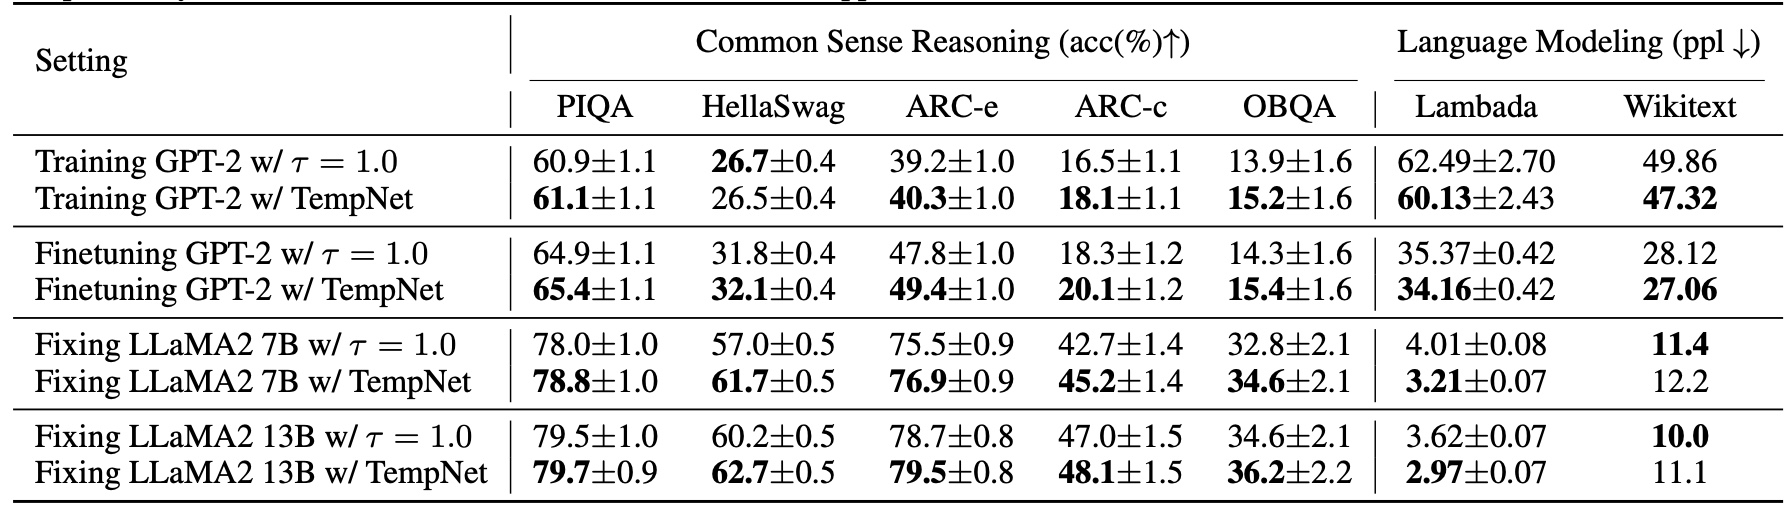 Setting Common Sense Reasoning (acc(%)↑) Language Modeling (ppl ↓)
PIQA HellaSwag ARC-e ARC-c OBQA Lambada Wikitext
Training GPT-2 w/ τ = 1.0 60.9±1.1 26.7±0.4 39.2±1.0 16.5±1.1 13.9±1.6 62.49±2.70 49.86
Training GPT-2 w/ TempNet 61.1±1.1 26.5±0.4 40.3±1.0 18.1±1.1 15.2±1.6 60.13±2.43 47.32
Finetuning GPT-2 w/ τ = 1.0 64.9±1.1 31.8±0.4 47.8±1.0 18.3±1.2 14.3±1.6 35.37±0.42 28.12
Finetuning GPT-2 w/ TempNet 65.4±1.1 32.1±0.4 49.4±1.0 20.1±1.2 15.4±1.6 34.16±0.42 27.06
Fixing LLaMA2 7B w/ τ = 1.0 78.0±1.0 57.0±0.5 75.5±0.9 42.7±1.4 32.8±2.1 4.01±0.08 11.4
Fixing LLaMA2 7B w/ TempNet 78.8±1.0 61.7±0.5 76.9±0.9 45.2±1.4 34.6±2.1 3.21±0.07 12.2
Fixing LLaMA2 13B w/ τ = 1.0 79.5±1.0 60.2±0.5 78.7±0.8 47.0±1.5 34.6±2.1 3.62±0.07 10.0
Fixing LLaMA2 13B w/ TempNet 79.7±0.9 62.7±0.5 79.5±0.8 48.1±1.5 36.2±2.2 2.97±0.07 11.1